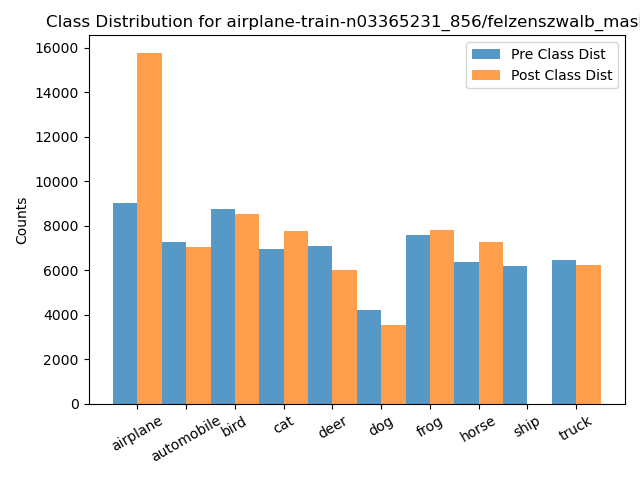 Class Distribution for airplane-train-n03365231_856/felzenszwalb_mas
Pre Class Dist
Post Class Dist
16000
14000
12000
10000
8000
6000
4000
2000
0
Counts
airplane
automobile
bird
cat
deer
dog
frog
horse
ship
truck